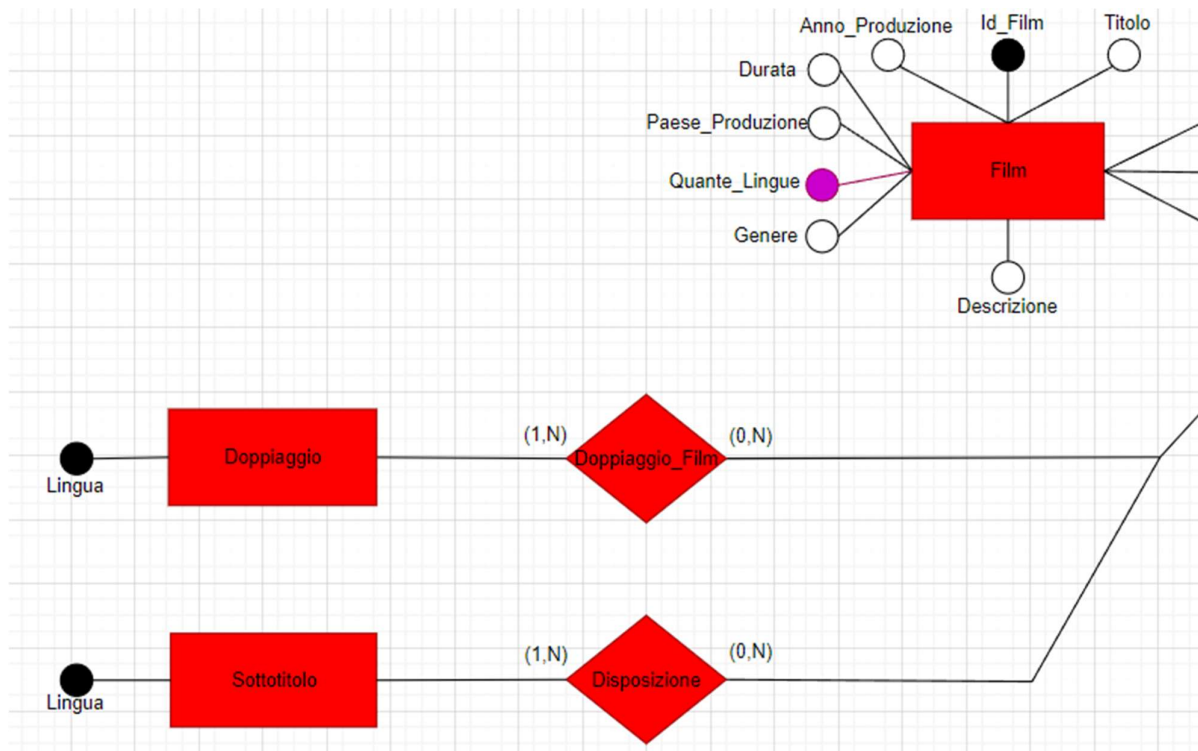 Anno_Produzione
Id_Film
Titolo
Durata
Paese_Produzione
Film
Quante_Lingue
Genere
Descrizione
(1,N)
(0,N)
Doppiaggio
Doppiaggio_Film
Lingua
(1,N)
(0,N)
Sottotitolo
Disposizione
Lingua